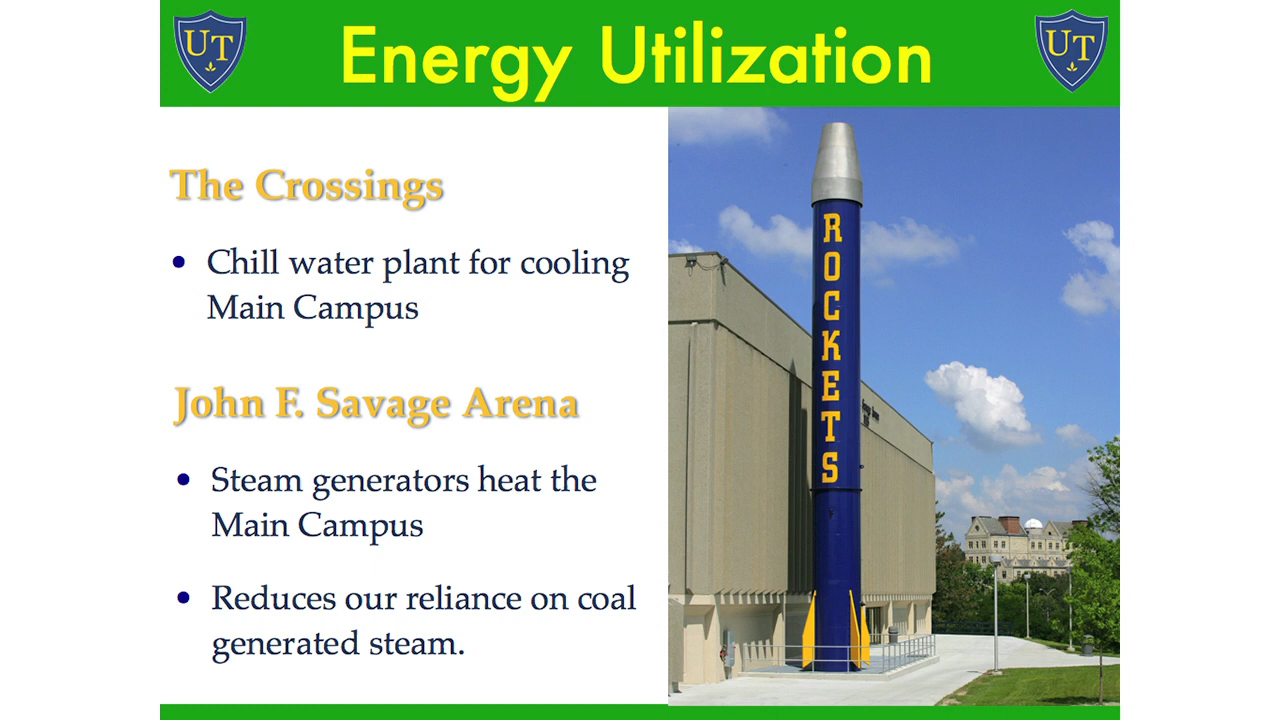 UT
Energy Utilization
UT
The Crossings
• Chill water plant for cooling
Main Campus
John F. Savage Arena
• Steam generators heat the
Main Campus
• Reduces our reliance on coal
generated steam.
ROCKETS